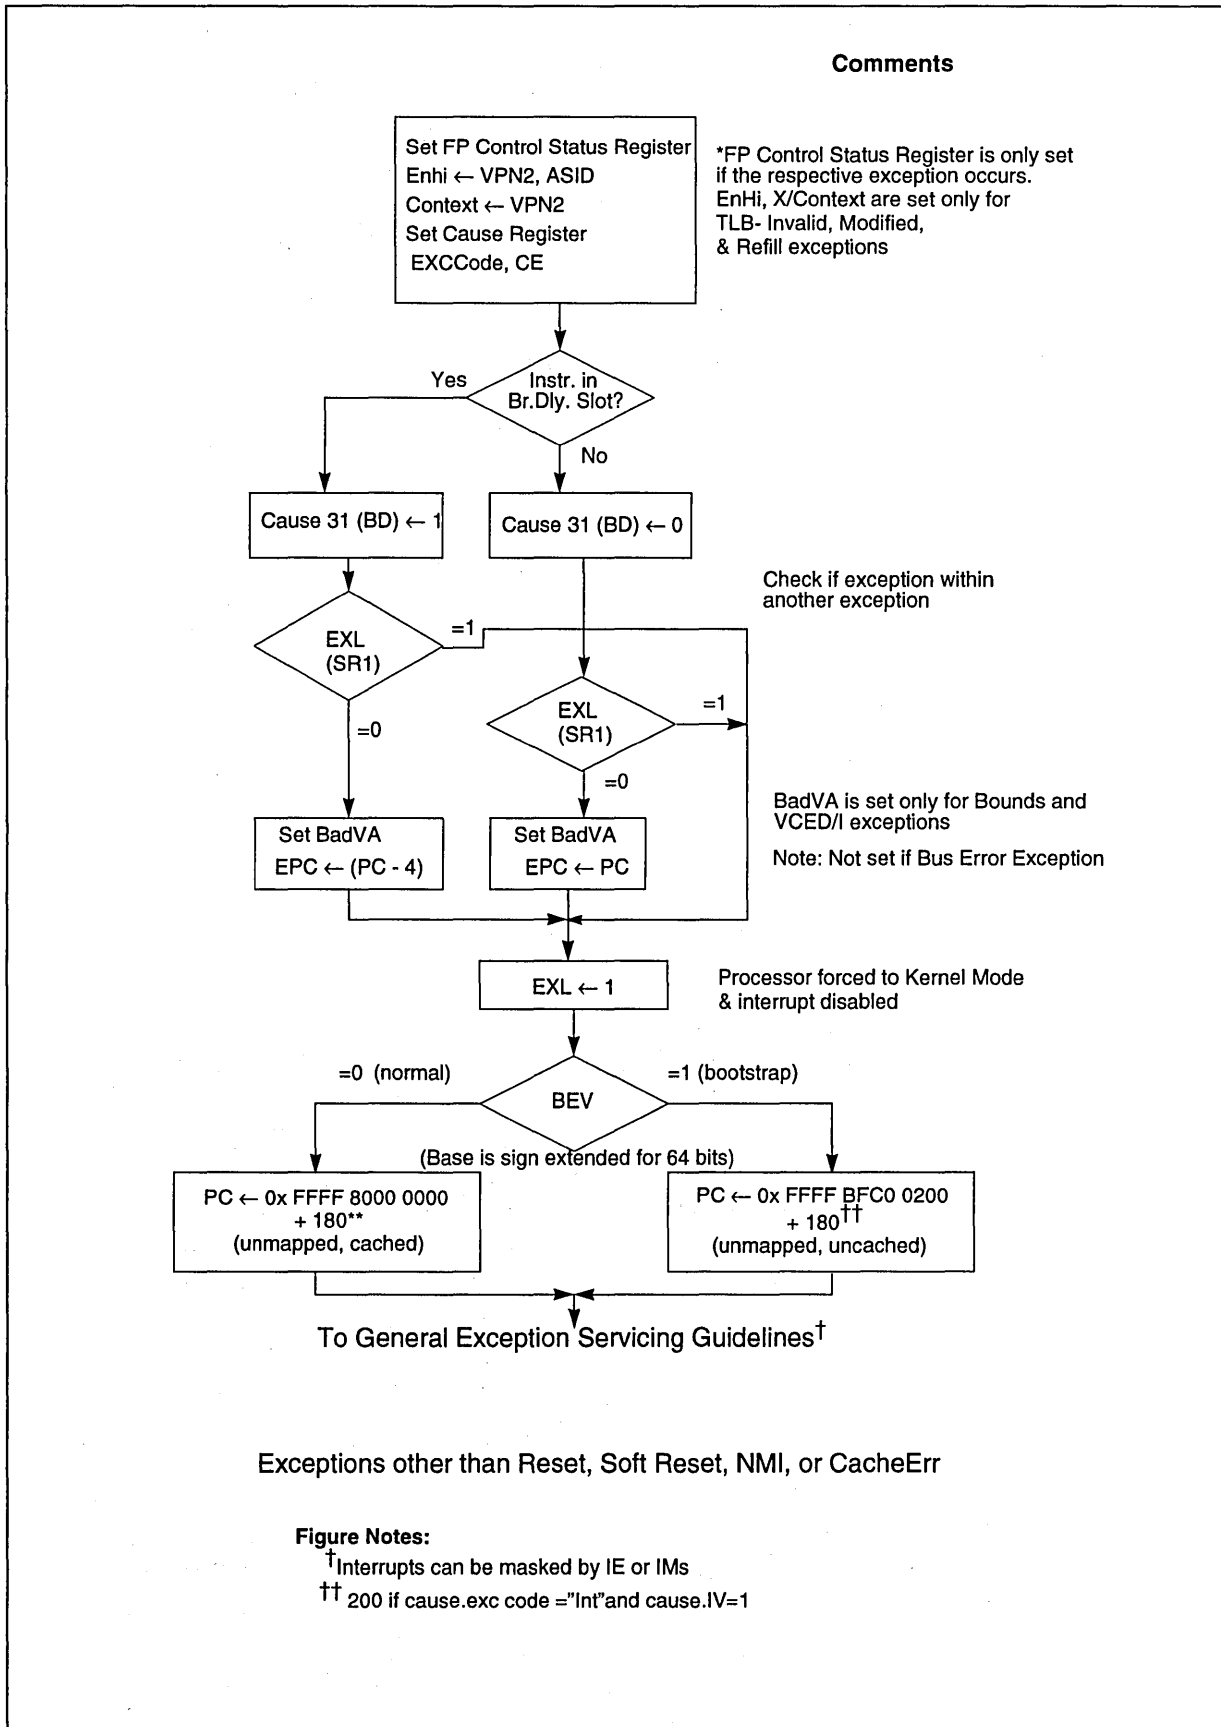 Comments
Set FP Control Status Register
Enhi ← VPN2, ASID
Context ← VPN2
Set Cause Register
EXCCode, CE
*FP Control Status Register is only set
if the respective exception occurs.
EnHi, X/Context are set only for
TLB- Invalid, Modified,
& Refill exceptions
Instr. in
Br.Dly. Slot?
Yes
No
Cause 31 (BD) ← 1
Cause 31 (BD) ← 0
Check if exception within
another exception
EXL
(SR1)
=1
=0
EXL
(SR1)
=1
=0
Set BadVA
EPC ← (PC - 4)
Set BadVA
EPC ← PC
BadVA is set only for Bounds and
VCED/I exceptions
Note: Not set if Bus Error Exception
EXL ← 1
Processor forced to Kernel Mode
& interrupt disabled
=0 (normal)
=1 (bootstrap)
BEV
(Base is sign extended for 64 bits)
PC ← 0x FFFF 8000 0000
+ 180**
(unmapped, cached)
PC ← 0x FFFF BFC0 0200
+ 180††
(unmapped, uncached)
To General Exception Servicing Guidelines†
Exceptions other than Reset, Soft Reset, NMI, or CacheErr
Figure Notes:
†Interrupts can be masked by IE or IMs
†† 200 if cause.exc code =”Int”and cause.IV=1